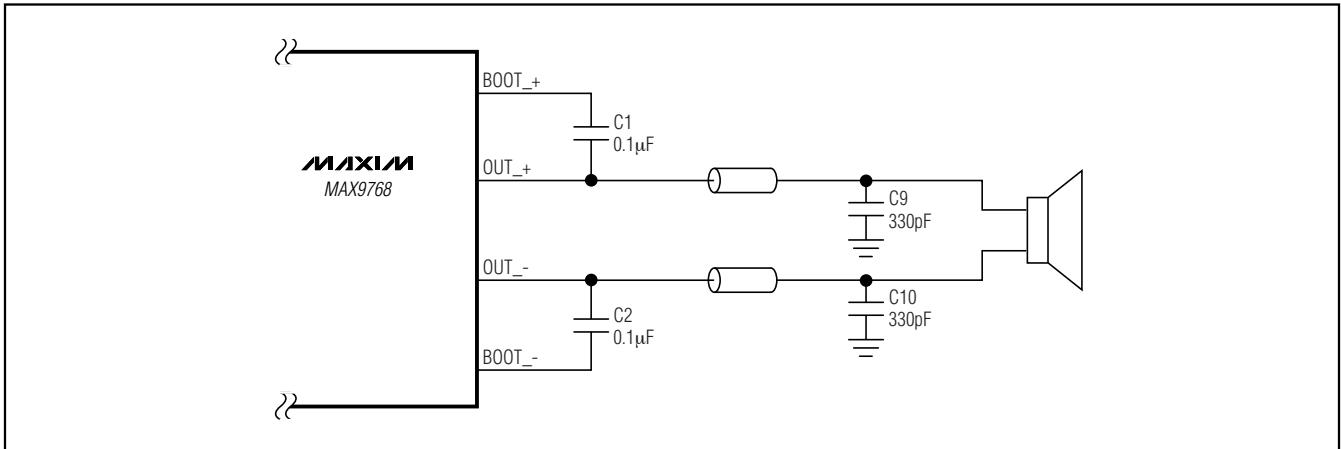 BOOT_+
C1
0.1μF
MAXIM
MAX9768
OUT_+
C9
330pF
OUT_-
C10
330pF
C2
0.1μF
BOOT_-